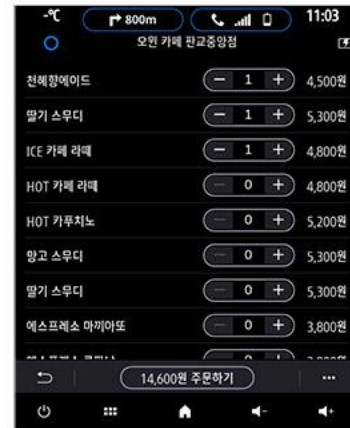 -℃ 800m 11:03
오윈 카페 판교중앙점
천혜향에이드 － 1 + 4,500원
딸기 스무디 － 1 + 5,300원
ICE 카페 라떼 － 1 + 4,800원
HOT 카페 라떼 － 0 + 4,800원
HOT 카푸치노 － 0 + 5,200원
망고 스무디 － 0 + 5,300원
딸기 스무디 － 0 + 5,300원
에스프레소 마끼아또 － 0 + 3,800원
14,600원 주문하기 ...